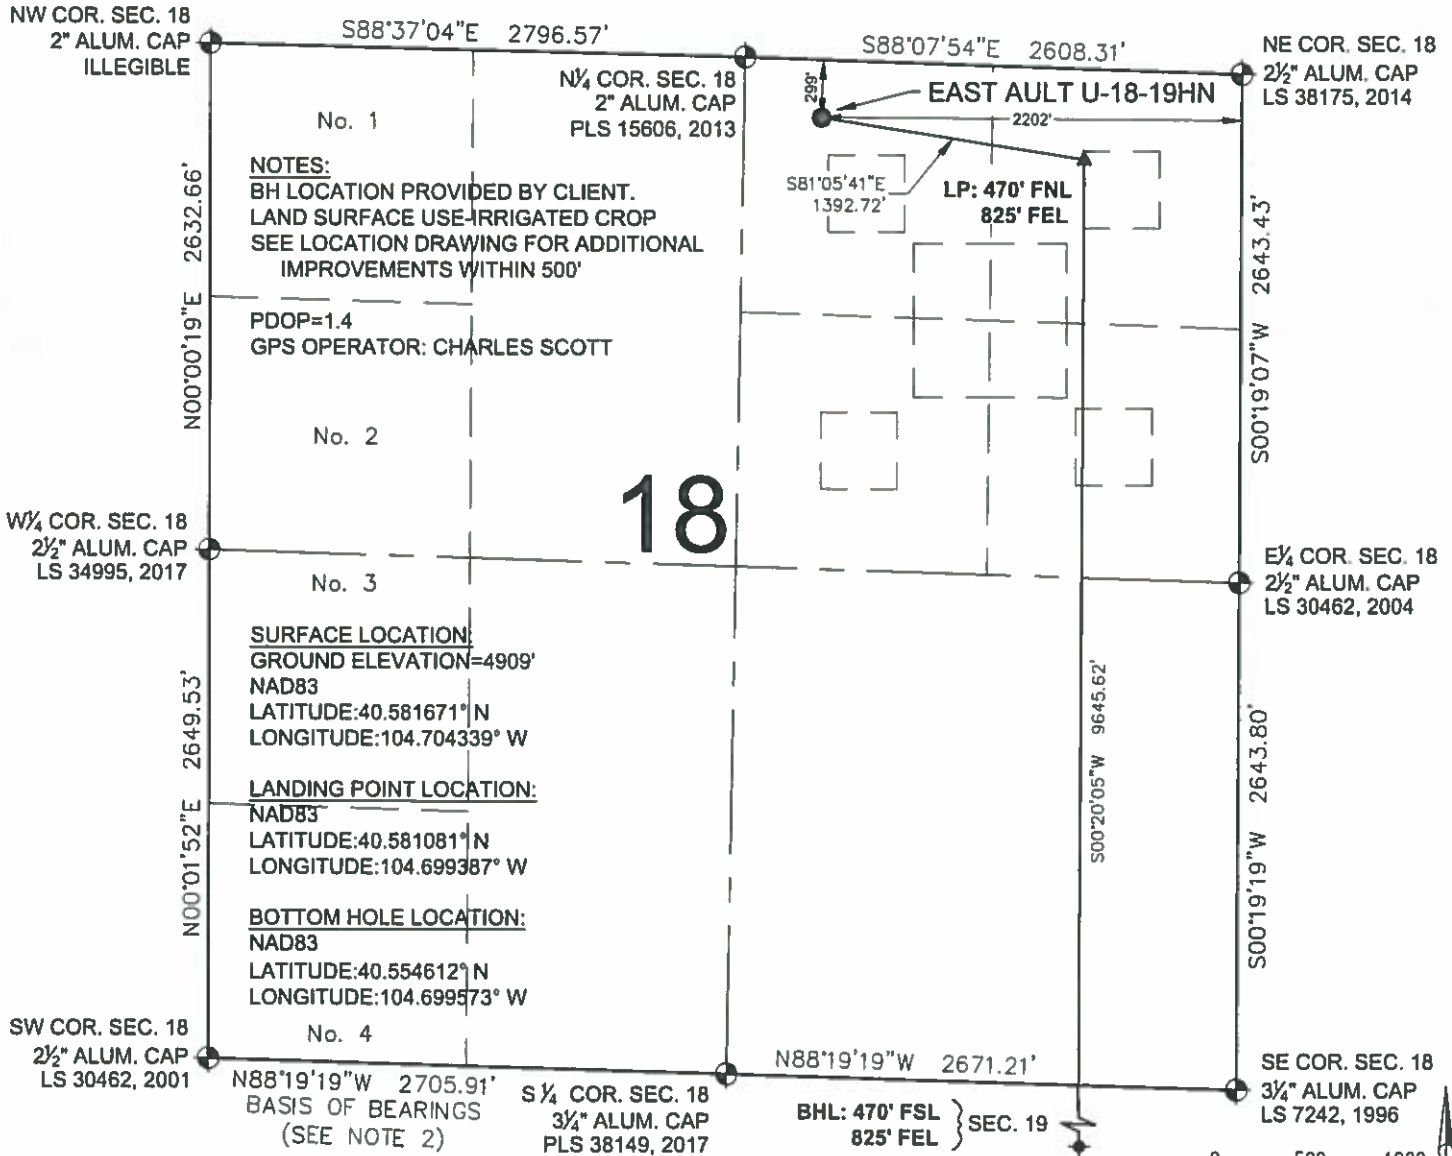 NW COR. SEC. 18
2" ALUM. CAP
ILLEGIBLE
S88°37'04"E 2796.57'
N¼ COR. SEC. 18
2" ALUM. CAP
PLS 15606, 2013
S88°07'54"E 2608.31'
NE COR. SEC. 18
2½" ALUM. CAP
LS 38175, 2014
299'
EAST AULT U-18-19HN
2202'
S81°05'41"E
1392.72'
LP: 470' FNL
825' FEL
No. 1
NOTES:
BH LOCATION PROVIDED BY CLIENT.
LAND SURFACE USE-IRRIGATED CROP
SEE LOCATION DRAWING FOR ADDITIONAL
IMPROVEMENTS WITHIN 500'
PDOP=1.4
GPS OPERATOR: CHARLES SCOTT
N00°00'19"E 2632.66'
S00°19'07"W 2643.43'
No. 2
18
W¼ COR. SEC. 18
2½" ALUM. CAP
LS 34995, 2017
E¼ COR. SEC. 18
2½" ALUM. CAP
LS 30462, 2004
No. 3
SURFACE LOCATION:
GROUND ELEVATION=4909'
NAD83
LATITUDE:40.581671° N
LONGITUDE:104.704339° W
LANDING POINT LOCATION:
NAD83
LATITUDE:40.581081° N
LONGITUDE:104.699387° W
BOTTOM HOLE LOCATION:
NAD83
LATITUDE:40.554612° N
LONGITUDE:104.699573° W
N00°01'52"E 2649.53'
S00°20'05"W 9645.62'
S00°19'19"W 2643.80'
No. 4
SW COR. SEC. 18
2½" ALUM. CAP
LS 30462, 2001
N88°19'19"W 2705.91'
BASIS OF BEARINGS
(SEE NOTE 2)
S ¼ COR. SEC. 18
3¼" ALUM. CAP
PLS 38149, 2017
N88°19'19"W 2671.21'
BHL: 470' FSL
825' FEL
SEC. 19
SE COR. SEC. 18
3¼" ALUM. CAP
LS 7242, 1996